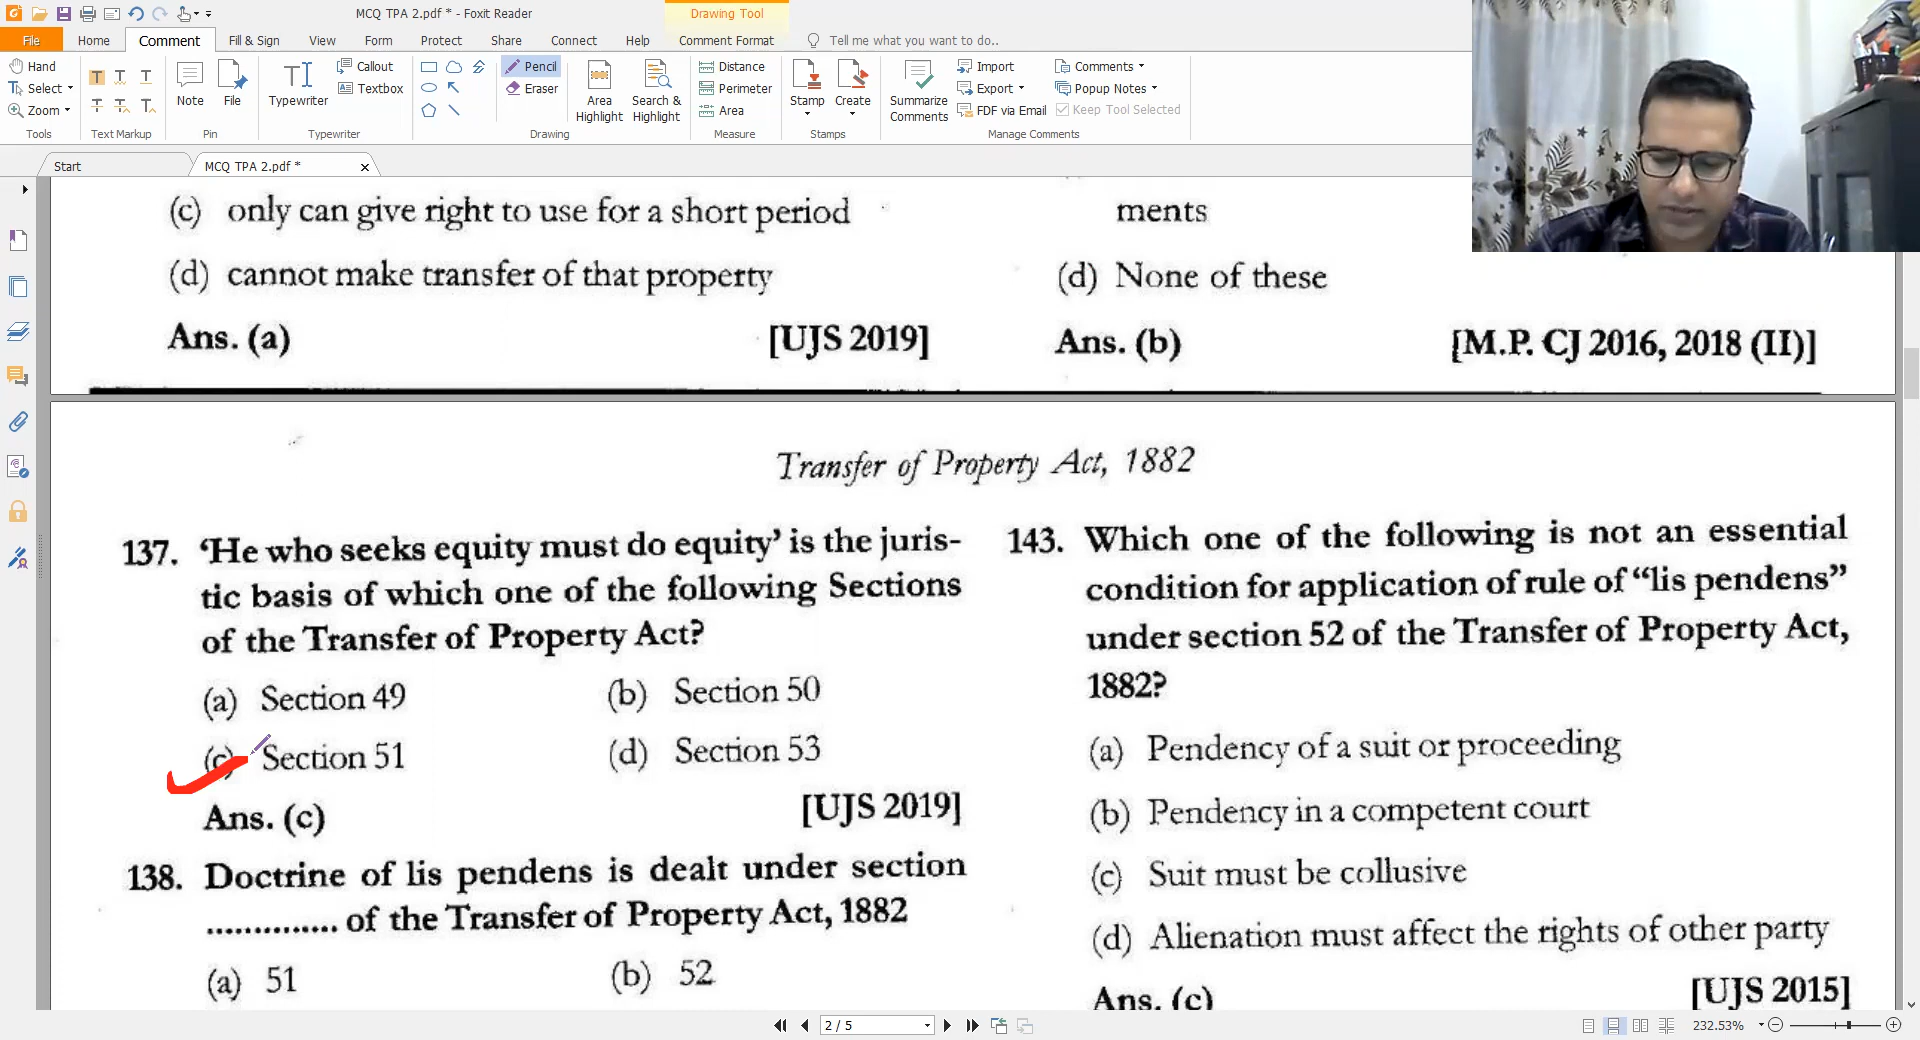 MCQ TPA 2.pdf * - Foxit Reader
Drawing Tool
File
Home
Comment
Fill & Sign
View
Form
Protect
Share
Connect
Help
Comment Format
Tell me what you want to do..
Hand
Select
Zoom
Tools
Text Markup
Note
File
Pin
Typewriter
Callout
Textbox
Typewriter
Pencil
Eraser
Area
Highlight
Search &
Highlight
Drawing
Distance
Perimeter
Area
Measure
Stamp
Create
Stamps
Summarize
Comments
Import
Export
FDF via Email
Comments
Popup Notes
Keep Tool Selected
Manage Comments
Start
MCQ TPA 2.pdf *
(c) only can give right to use for a short period
(d) cannot make transfer of that property
Ans. (a) [UJS 2019]
ments
(d) None of these
Ans. (b) [M.P. CJ 2016, 2018 (II)]
Transfer of Property Act, 1882
137. ‘He who seeks equity must do equity’ is the juris-
tic basis of which one of the following Sections
of the Transfer of Property Act?
(a) Section 49 (b) Section 50
(c) Section 51 (d) Section 53
Ans. (c) [UJS 2019]
138. Doctrine of lis pendens is dealt under section
.............. of the Transfer of Property Act, 1882
(a) 51 (b) 52
143. Which one of the following is not an essential
condition for application of rule of “lis pendens”
under section 52 of the Transfer of Property Act,
1882?
(a) Pendency of a suit or proceeding
(b) Pendency in a competent court
(c) Suit must be collusive
(d) Alienation must affect the rights of other party
Ans. (c) [UJS 2015]
2 / 5
232.53%